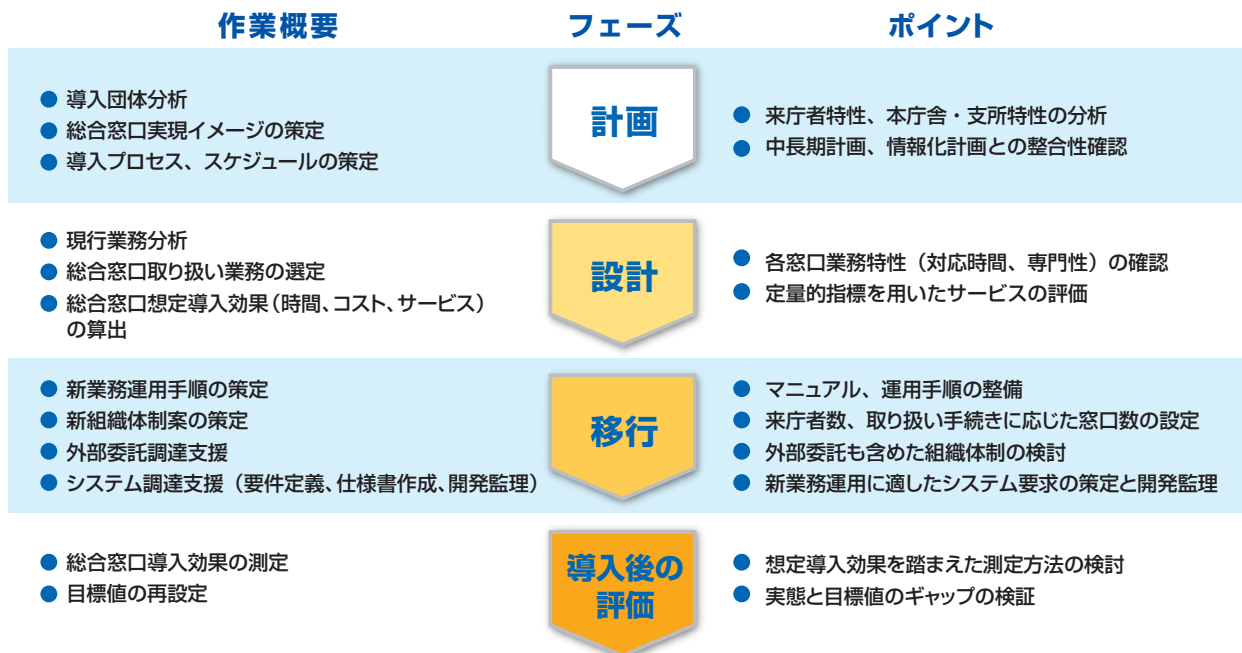 作業概要 フェーズ ポイント
● 導入団体分析
● 総合窓口実現イメージの策定
● 導入プロセス、スケジュールの策定
計画
● 来庁者特性、本庁舎・支所特性の分析
● 中長期計画、情報化計画との整合性確認
● 現行業務分析
● 総合窓口取り扱い業務の選定
● 総合窓口想定導入効果(時間、コスト、サービス)
の算出
設計
● 各窓口業務特性（対応時間、専門性）の確認
● 定量的指標を用いたサービスの評価
● 新業務運用手順の策定
● 新組織体制案の策定
● 外部委託調達支援
● システム調達支援（要件定義、仕様書作成、開発監理）
移行
● マニュアル、運用手順の整備
● 来庁者数、取り扱い手続きに応じた窓口数の設定
● 外部委託も含めた組織体制の検討
● 新業務運用に適したシステム要求の策定と開発監理
● 総合窓口導入効果の測定
● 目標値の再設定
導入後の
評価
● 想定導入効果を踏まえた測定方法の検討
● 実態と目標値のギャップの検証